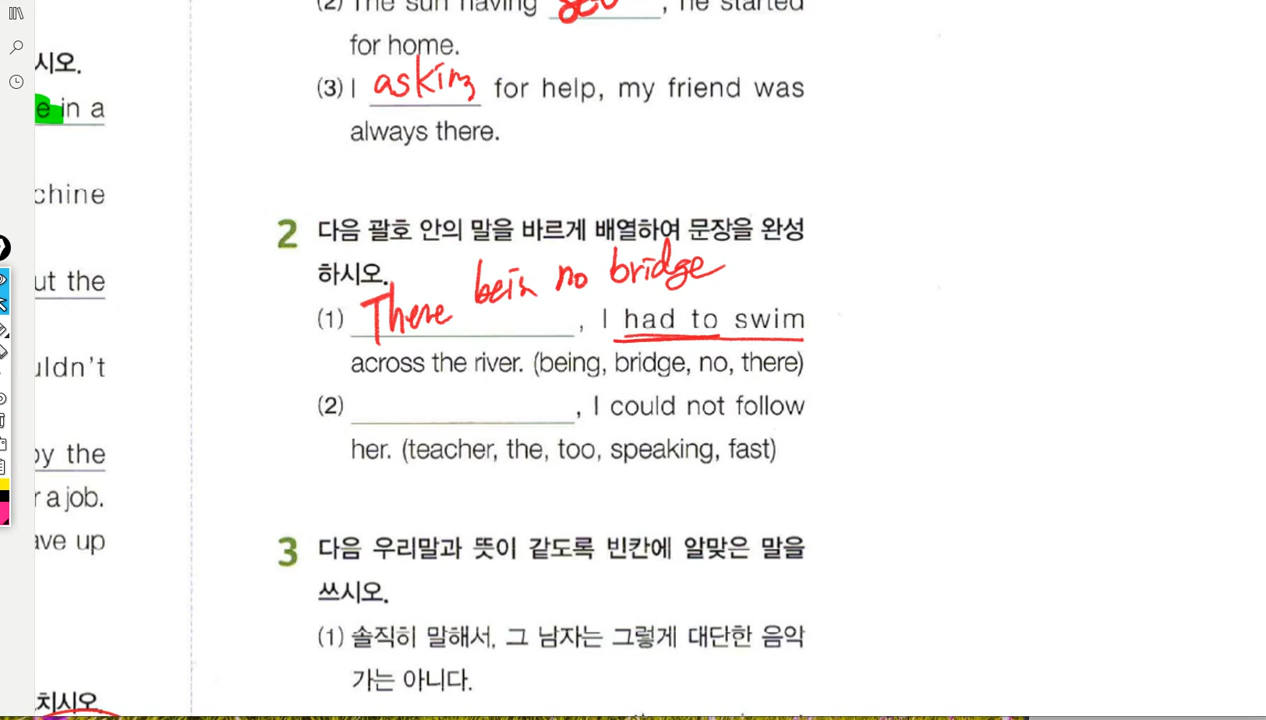 (2) The sun having set, he started
for home.
(3) I asking for help, my friend was
always there.
시오.
e in a
chine
ut the
uldn't
by the
r a job.
ave up
치시오.
2 다음 괄호 안의 말을 바르게 배열하여 문장을 완성
하시오.
There bein no bridge
(1) , I had to swim
across the river. (being, bridge, no, there)
(2) , I could not follow
her. (teacher, the, too, speaking, fast)
3 다음 우리말과 뜻이 같도록 빈칸에 알맞은 말을
쓰시오.
(1) 솔직히 말해서, 그 남자는 그렇게 대단한 음악
가는 아니다.